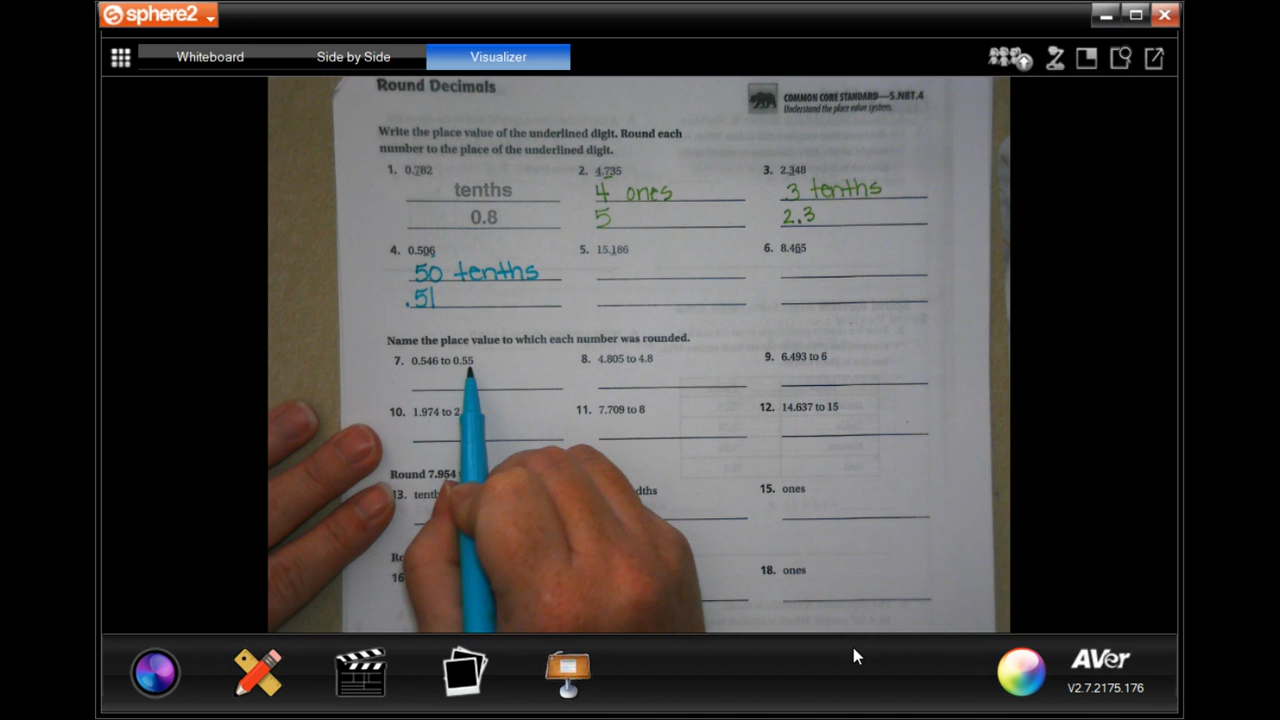 sphere2
Whiteboard Side by Side Visualizer
Round Decimals
COMMON CORE STANDARD—5.NBT.4
Understand the place value system.
Write the place value of the underlined digit. Round each
number to the place of the underlined digit.
1. 0.782 2. 4.735 3. 2.348
tenths 4 ones 3 tenths
0.8 5 2.3
4. 0.506 5. 15.186 6. 8.465
50 tenths
.51
Name the place value to which each number was rounded.
7. 0.546 to 0.55 8. 4.805 to 4.8 9. 6.493 to 6
10. 1.974 to 2. 11. 7.709 to 8 12. 14.637 to 15
Round 7.954
13. tenth dths 15. ones
Ro
16 18. ones
AVer
V2.7.2175.176